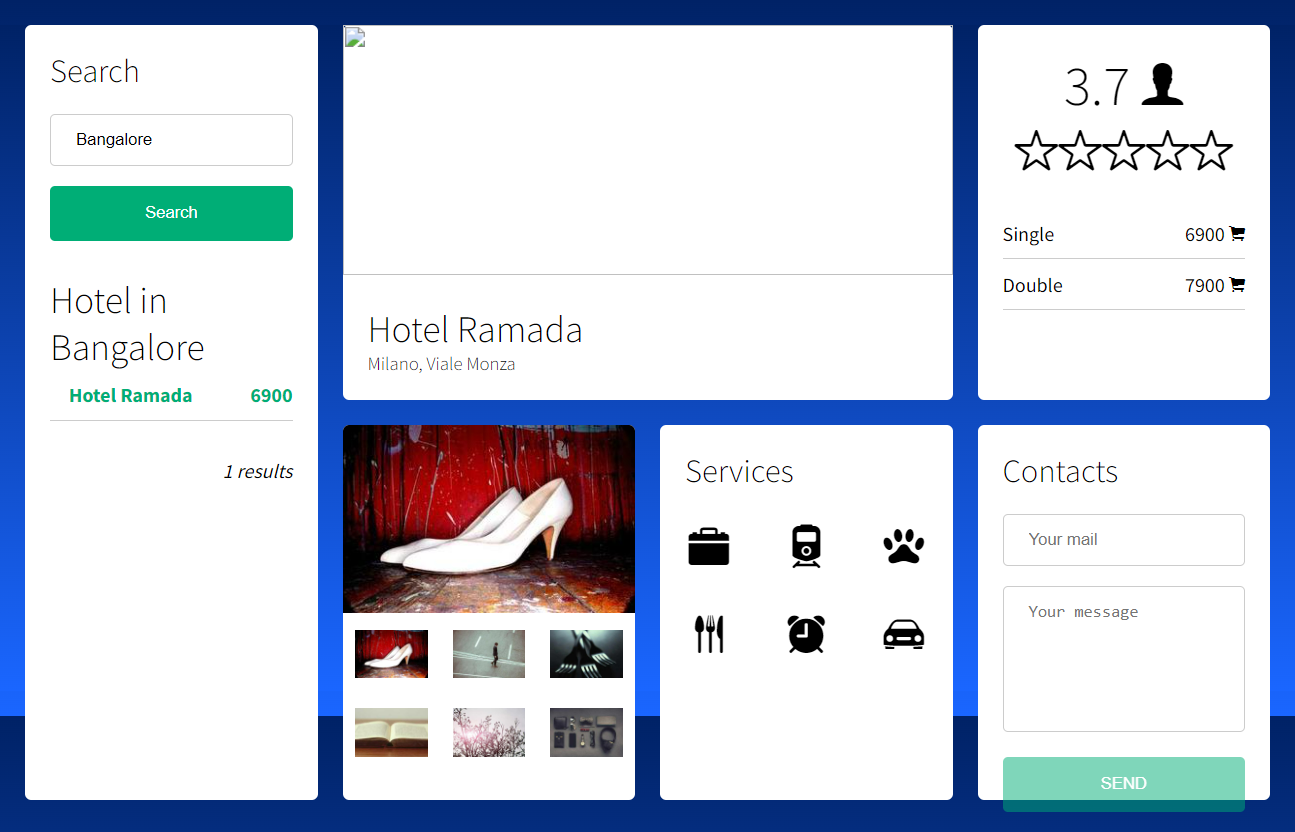 Search
Bangalore
Search
Hotel in
Bangalore
Hotel Ramada 6900
1 results
Hotel Ramada
Milano, Viale Monza
3.7
Single 6900
Double 7900
Services
Contacts
Your mail
Your message
SEND